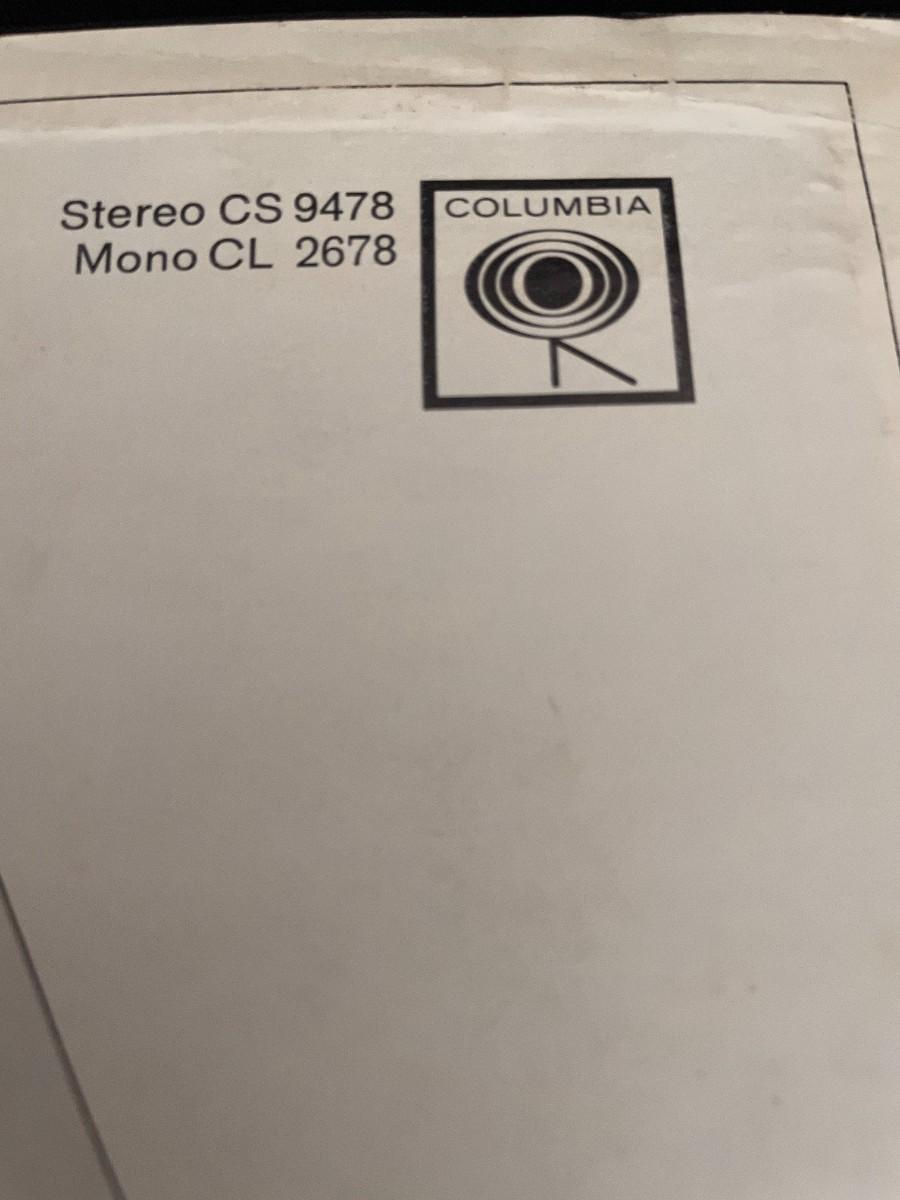 Stereo CS 9478
Mono CL 2678
COLUMBIA